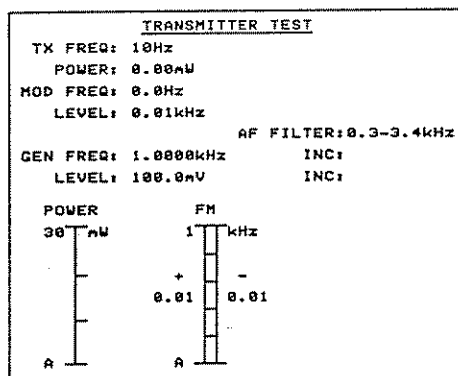 TRANSMITTER TEST
TX FREQ: 10Hz
POWER: 0.00mW
MOD FREQ: 0.0Hz
LEVEL: 0.01kHz
AF FILTER:0.3-3.4kHz
GEN FREQ: 1.0000kHz INC:
LEVEL: 100.0mV INC:
POWER FM
30 mW 1 kHz
+ -
0.01 0.01
A A